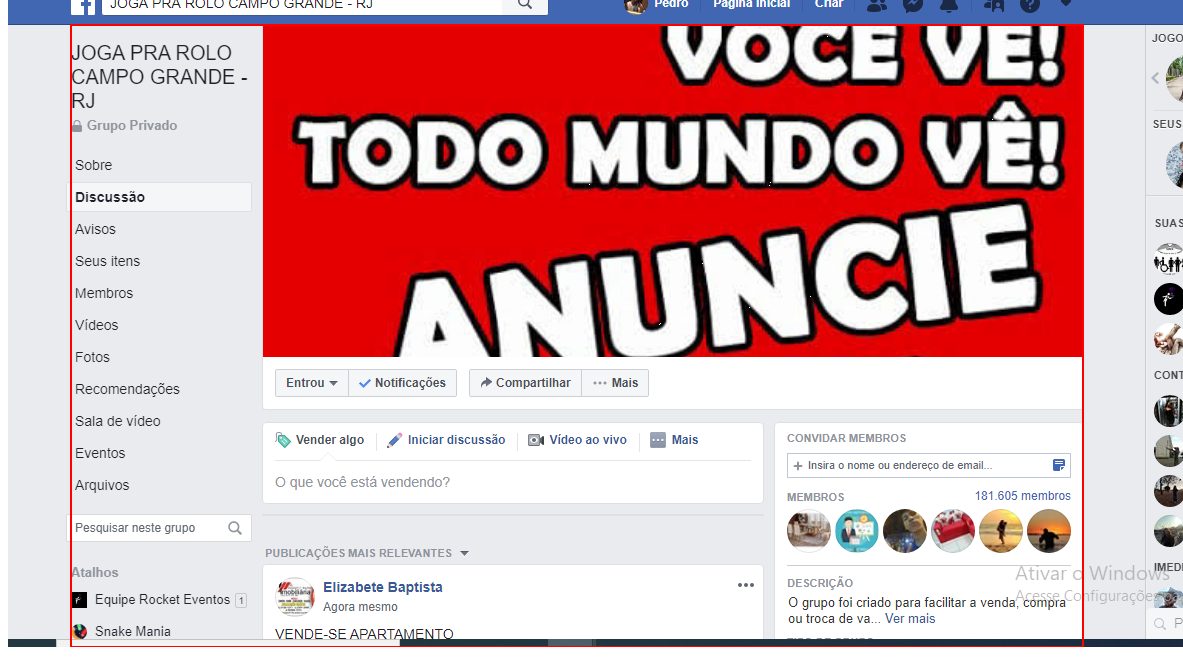 JOGA PRA ROLO CAMPO GRANDE - RJ
Pedro
Página inicial
Criar
JOGA PRA ROLO
CAMPO GRANDE -
RJ
Grupo Privado
Sobre
Discussão
Avisos
Seus itens
Membros
Vídeos
Fotos
Recomendações
Sala de vídeo
Eventos
Arquivos
Pesquisar neste grupo
Atalhos
Equipe Rocket Eventos 1
Snake Mania
VOCÊ VÊ!
TODO MUNDO VÊ!
ANUNCIE
Entrou
Notificações
Compartilhar
Mais
Vender algo
Iniciar discussão
Vídeo ao vivo
Mais
O que você está vendendo?
PUBLICAÇÕES MAIS RELEVANTES
Elizabete Baptista
Agora mesmo
VENDE-SE APARTAMENTO
CONVIDAR MEMBROS
+ Insira o nome ou endereço de email...
MEMBROS
181.605 membros
DESCRIÇÃO
O grupo foi criado para facilitar a venda, compra
ou troca de va... Ver mais
Ativar o Windows
Acesse Configurações
JOGO
SEUS
SUAS
CONT
IMEDI
P